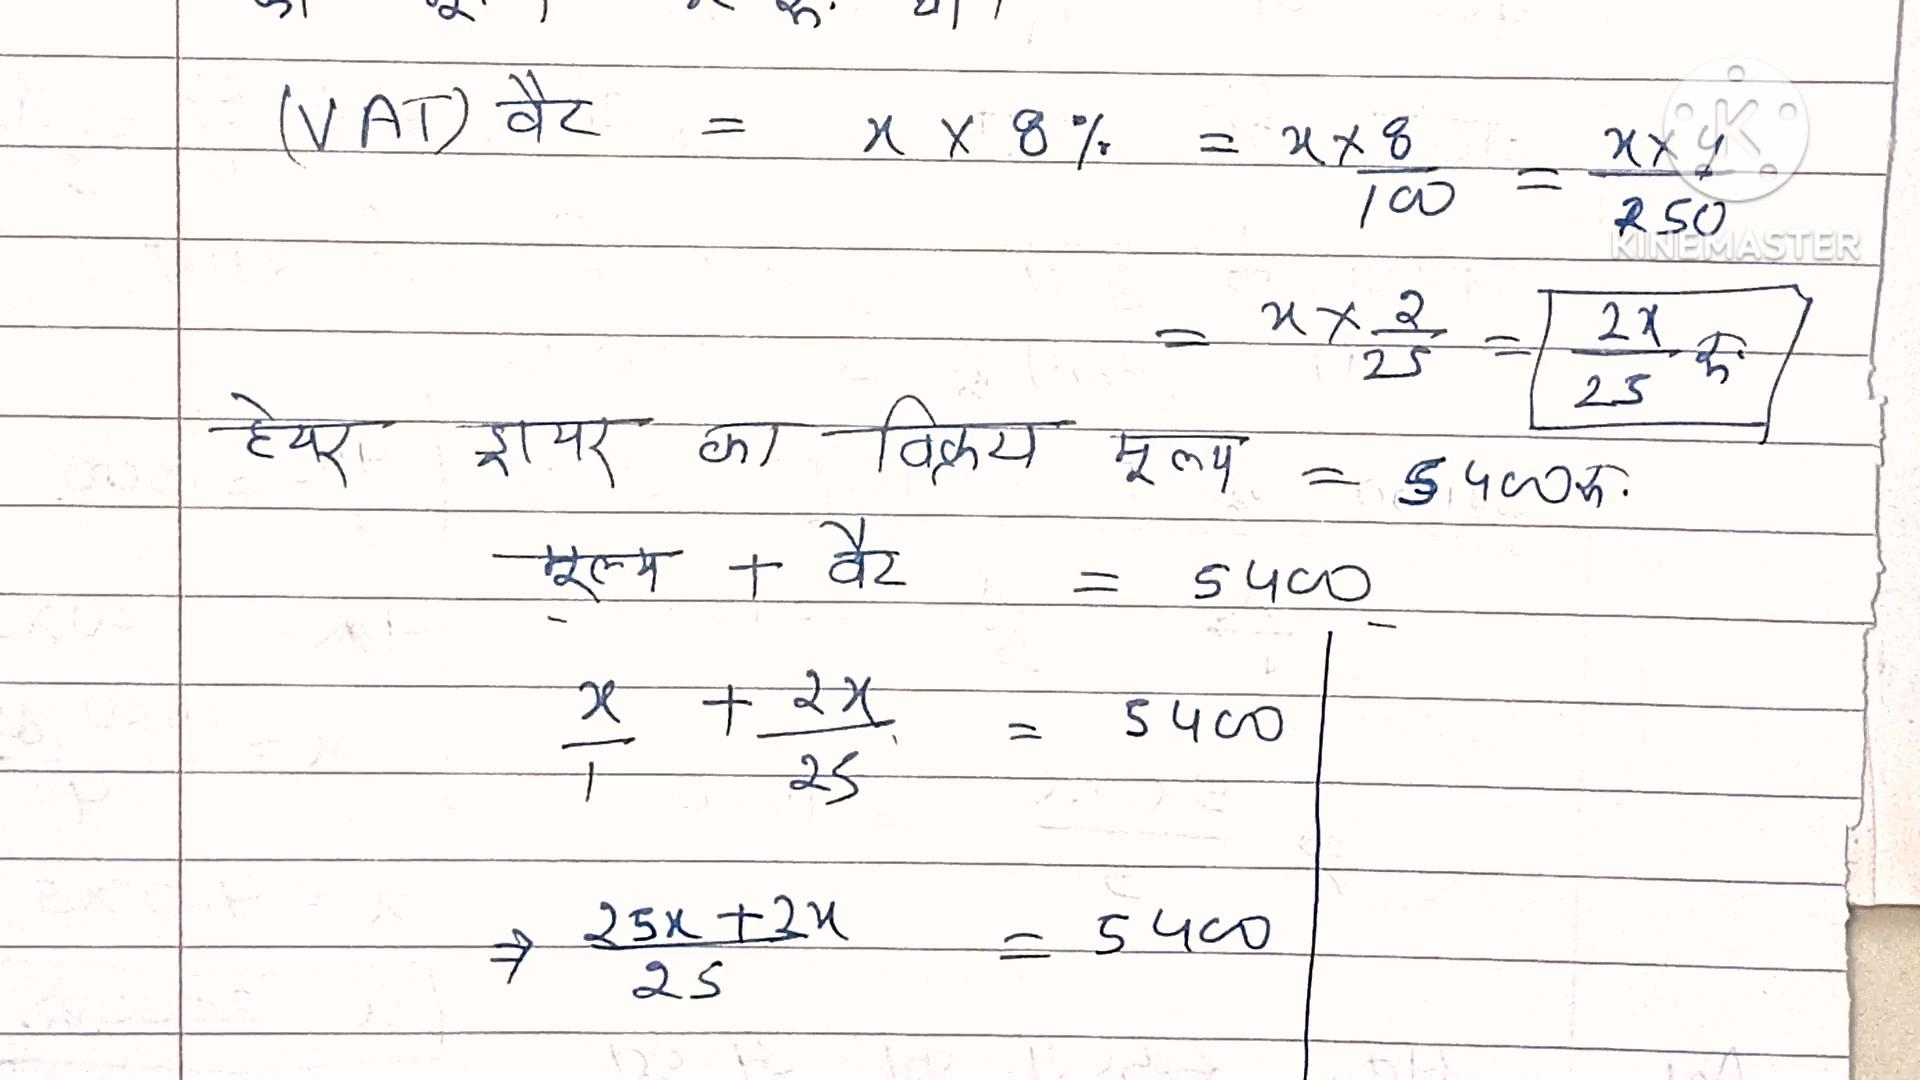 (VAT) वैट = x × 8% = x × 8/100 = x × 4/250
KINEMASTER
= x × 2/25 = 2x/25 रु.
हेयर ड्रायर का विक्रय मूल्य = 5400रु.
मूल्य + वैट = 5400
x/1 + 2x/25 = 5400
⇒ 25x+2x/25 = 5400